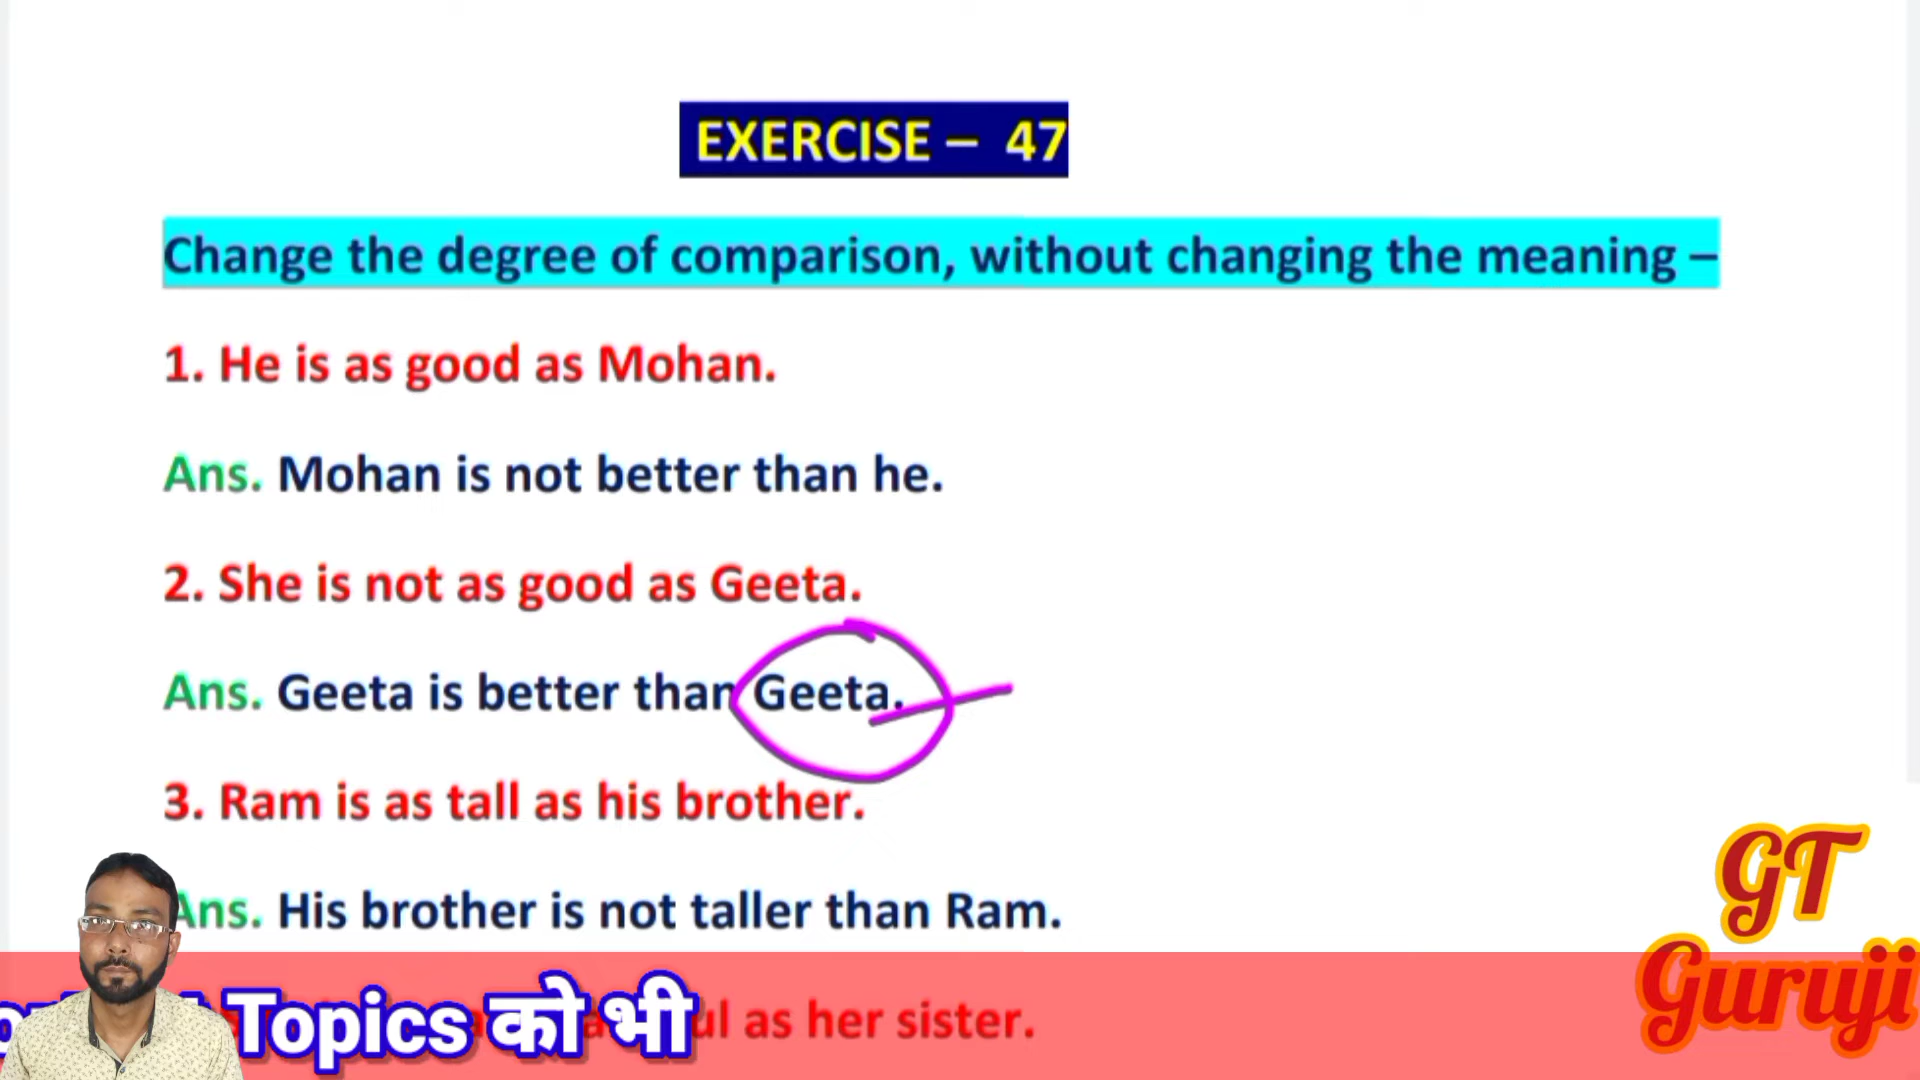 EXERCISE – 47
Change the degree of comparison, without changing the meaning –
1. He is as good as Mohan.
Ans. Mohan is not better than he.
2. She is not as good as Geeta.
Ans. Geeta is better than Geeta.
3. Ram is as tall as his brother.
Ans. His brother is not taller than Ram.
as her sister.
Topics को भी
GT
Guruji